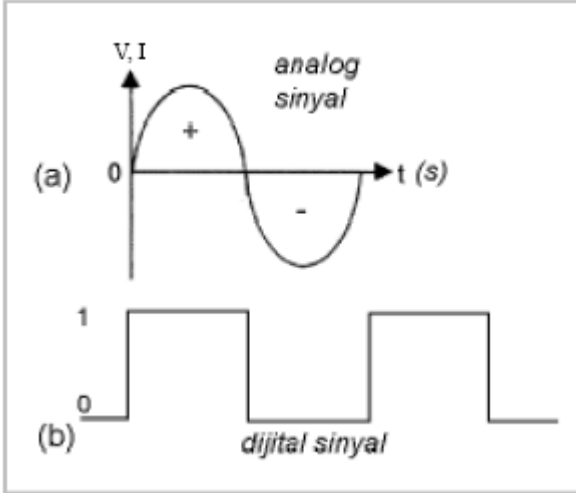 V, I
analog
sinyal
+
(a)
0
t (s)
-
1
0
(b)
dijital sinyal